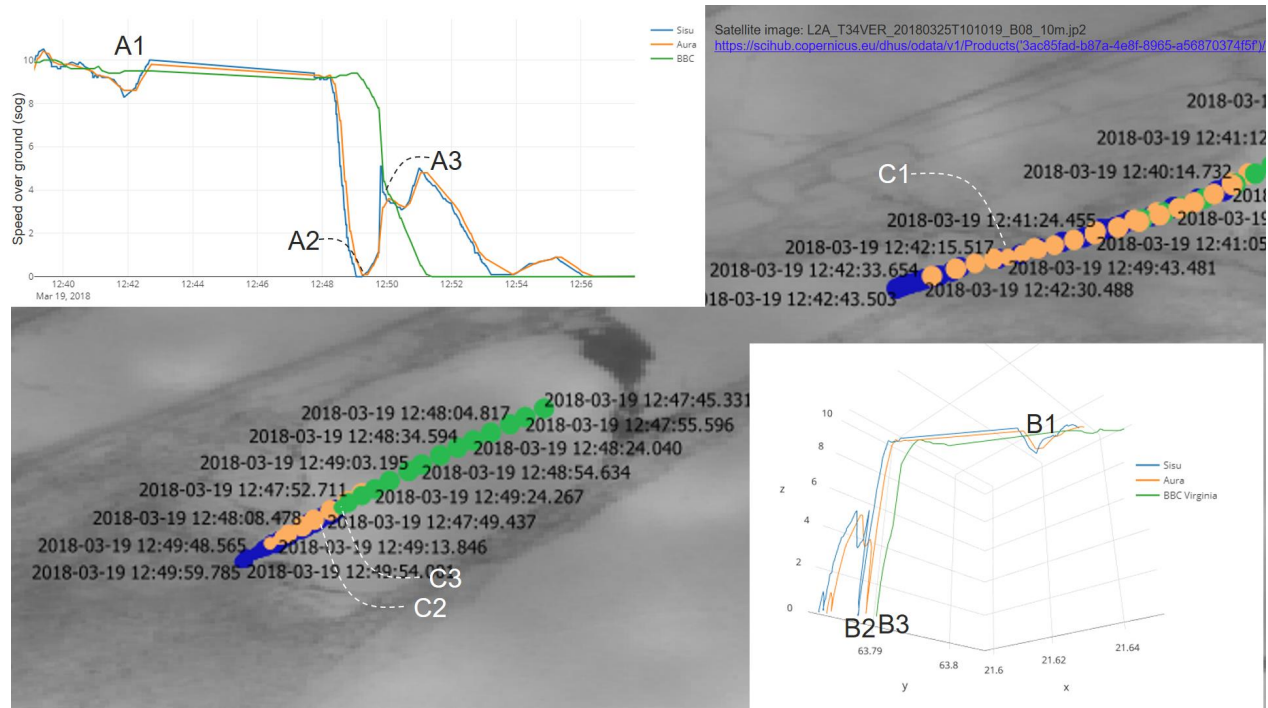 A1
Sisu
Aura
BBC
Speed over ground (sog)
10
8
6
4
2
0
A2
A3
12:40
12:42
12:44
12:46
12:48
12:50
12:52
12:54
12:56
Mar 19, 2018
Satellite image: L2A_T34VER_20180325T101019_B08_10m.jp2
https://scihub.copernicus.eu/dhus/odata/v1/Products('3ac85fad-b87a-4e8f-8965-a56870374f5f')/
2018-03-1
2018-03-19 12:41:12
C1
2018-03-19 12:40:14.732
2018
2018-03-19 12:41:24.455
2018-03-19
2018-03-19 12:42:15.517
2018-03-19 12:41:05
2018-03-19 12:42:33.654
2018-03-19 12:49:43.481
2018-03-19 12:42:43.503
2018-03-19 12:42:30.488
2018-03-19 12:47:45.331
2018-03-19 12:48:04.817
2018-03-19 12:47:55.596
2018-03-19 12:48:34.594
2018-03-19 12:48:24.040
2018-03-19 12:49:03.195
2018-03-19 12:48:54.634
2018-03-19 12:47:52.711
2018-03-19 12:49:24.267
2018-03-19 12:48:08.478
2018-03-19 12:47:49.437
2018-03-19 12:49:48.565
2018-03-19 12:49:13.846
2018-03-19 12:49:59.785
C3
C2
B1
Sisu
Aura
BBC Virginia
10
8
z
6
4
2
0
B2
B3
63.79
63.8
y
21.6
21.62
21.64
x